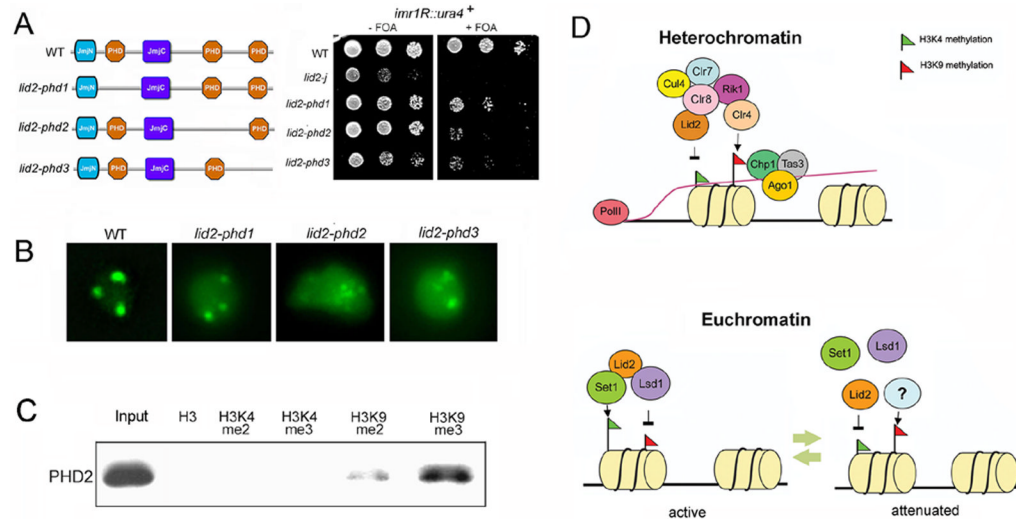 A
imr1R::ura4+
- FOA + FOA
WT
JmjN PHD JmjC PHD PHD
lid2-phd1
JmjN JmjC PHD PHD
lid2-phd2
JmjN PHD JmjC PHD
lid2-phd3
JmjN PHD JmjC PHD
WT
lid2-j
lid2-phd1
lid2-phd2
lid2-phd3
B
WT lid2-phd1 lid2-phd2 lid2-phd3
C
Input H3 H3K4 me2 H3K4 me3 H3K9 me2 H3K9 me3
PHD2
D
Heterochromatin
H3K4 methylation
H3K9 methylation
Clr7
Cul4
Rik1
Clr8
Lid2
Clr4
Chp1
Tas3
Ago1
PolII
Euchromatin
Lid2
Set1
Lsd1
active
Set1
Lsd1
Lid2
?
attenuated